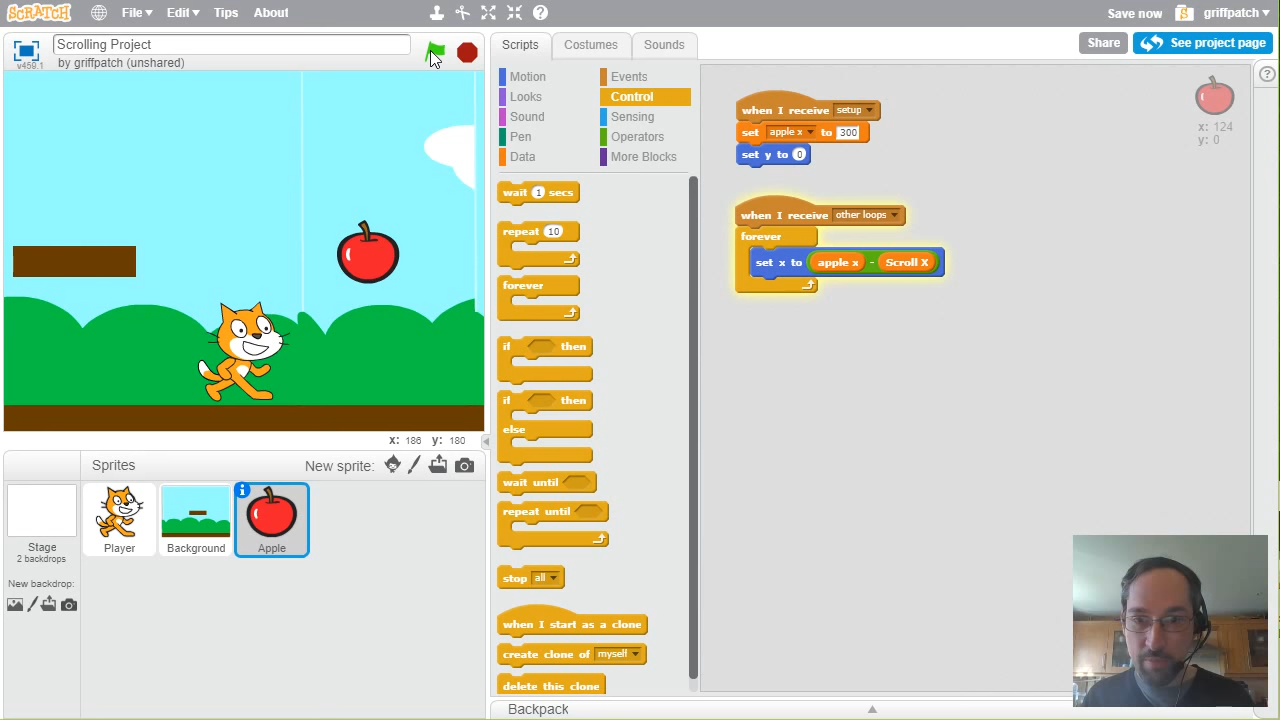 SCRATCH File Edit Tips About Save now griffpatch
Scrolling Project
by griffpatch (unshared)
v459.1
Scripts Costumes Sounds Share See project page
Motion Events
Looks Control
Sound Sensing
Pen Operators
Data More Blocks
wait 1 secs
repeat 10
forever
if then
if then
else
wait until
repeat until
stop all
when I start as a clone
create clone of myself
delete this clone
when I receive setup
set apple x to 300
set y to 0
when I receive other loops
forever
set x to apple x - Scroll X
x: 124
y: 0
x: 186 y: 180
Sprites New sprite:
Stage
2 backdrops
New backdrop:
Player Background Apple
Backpack